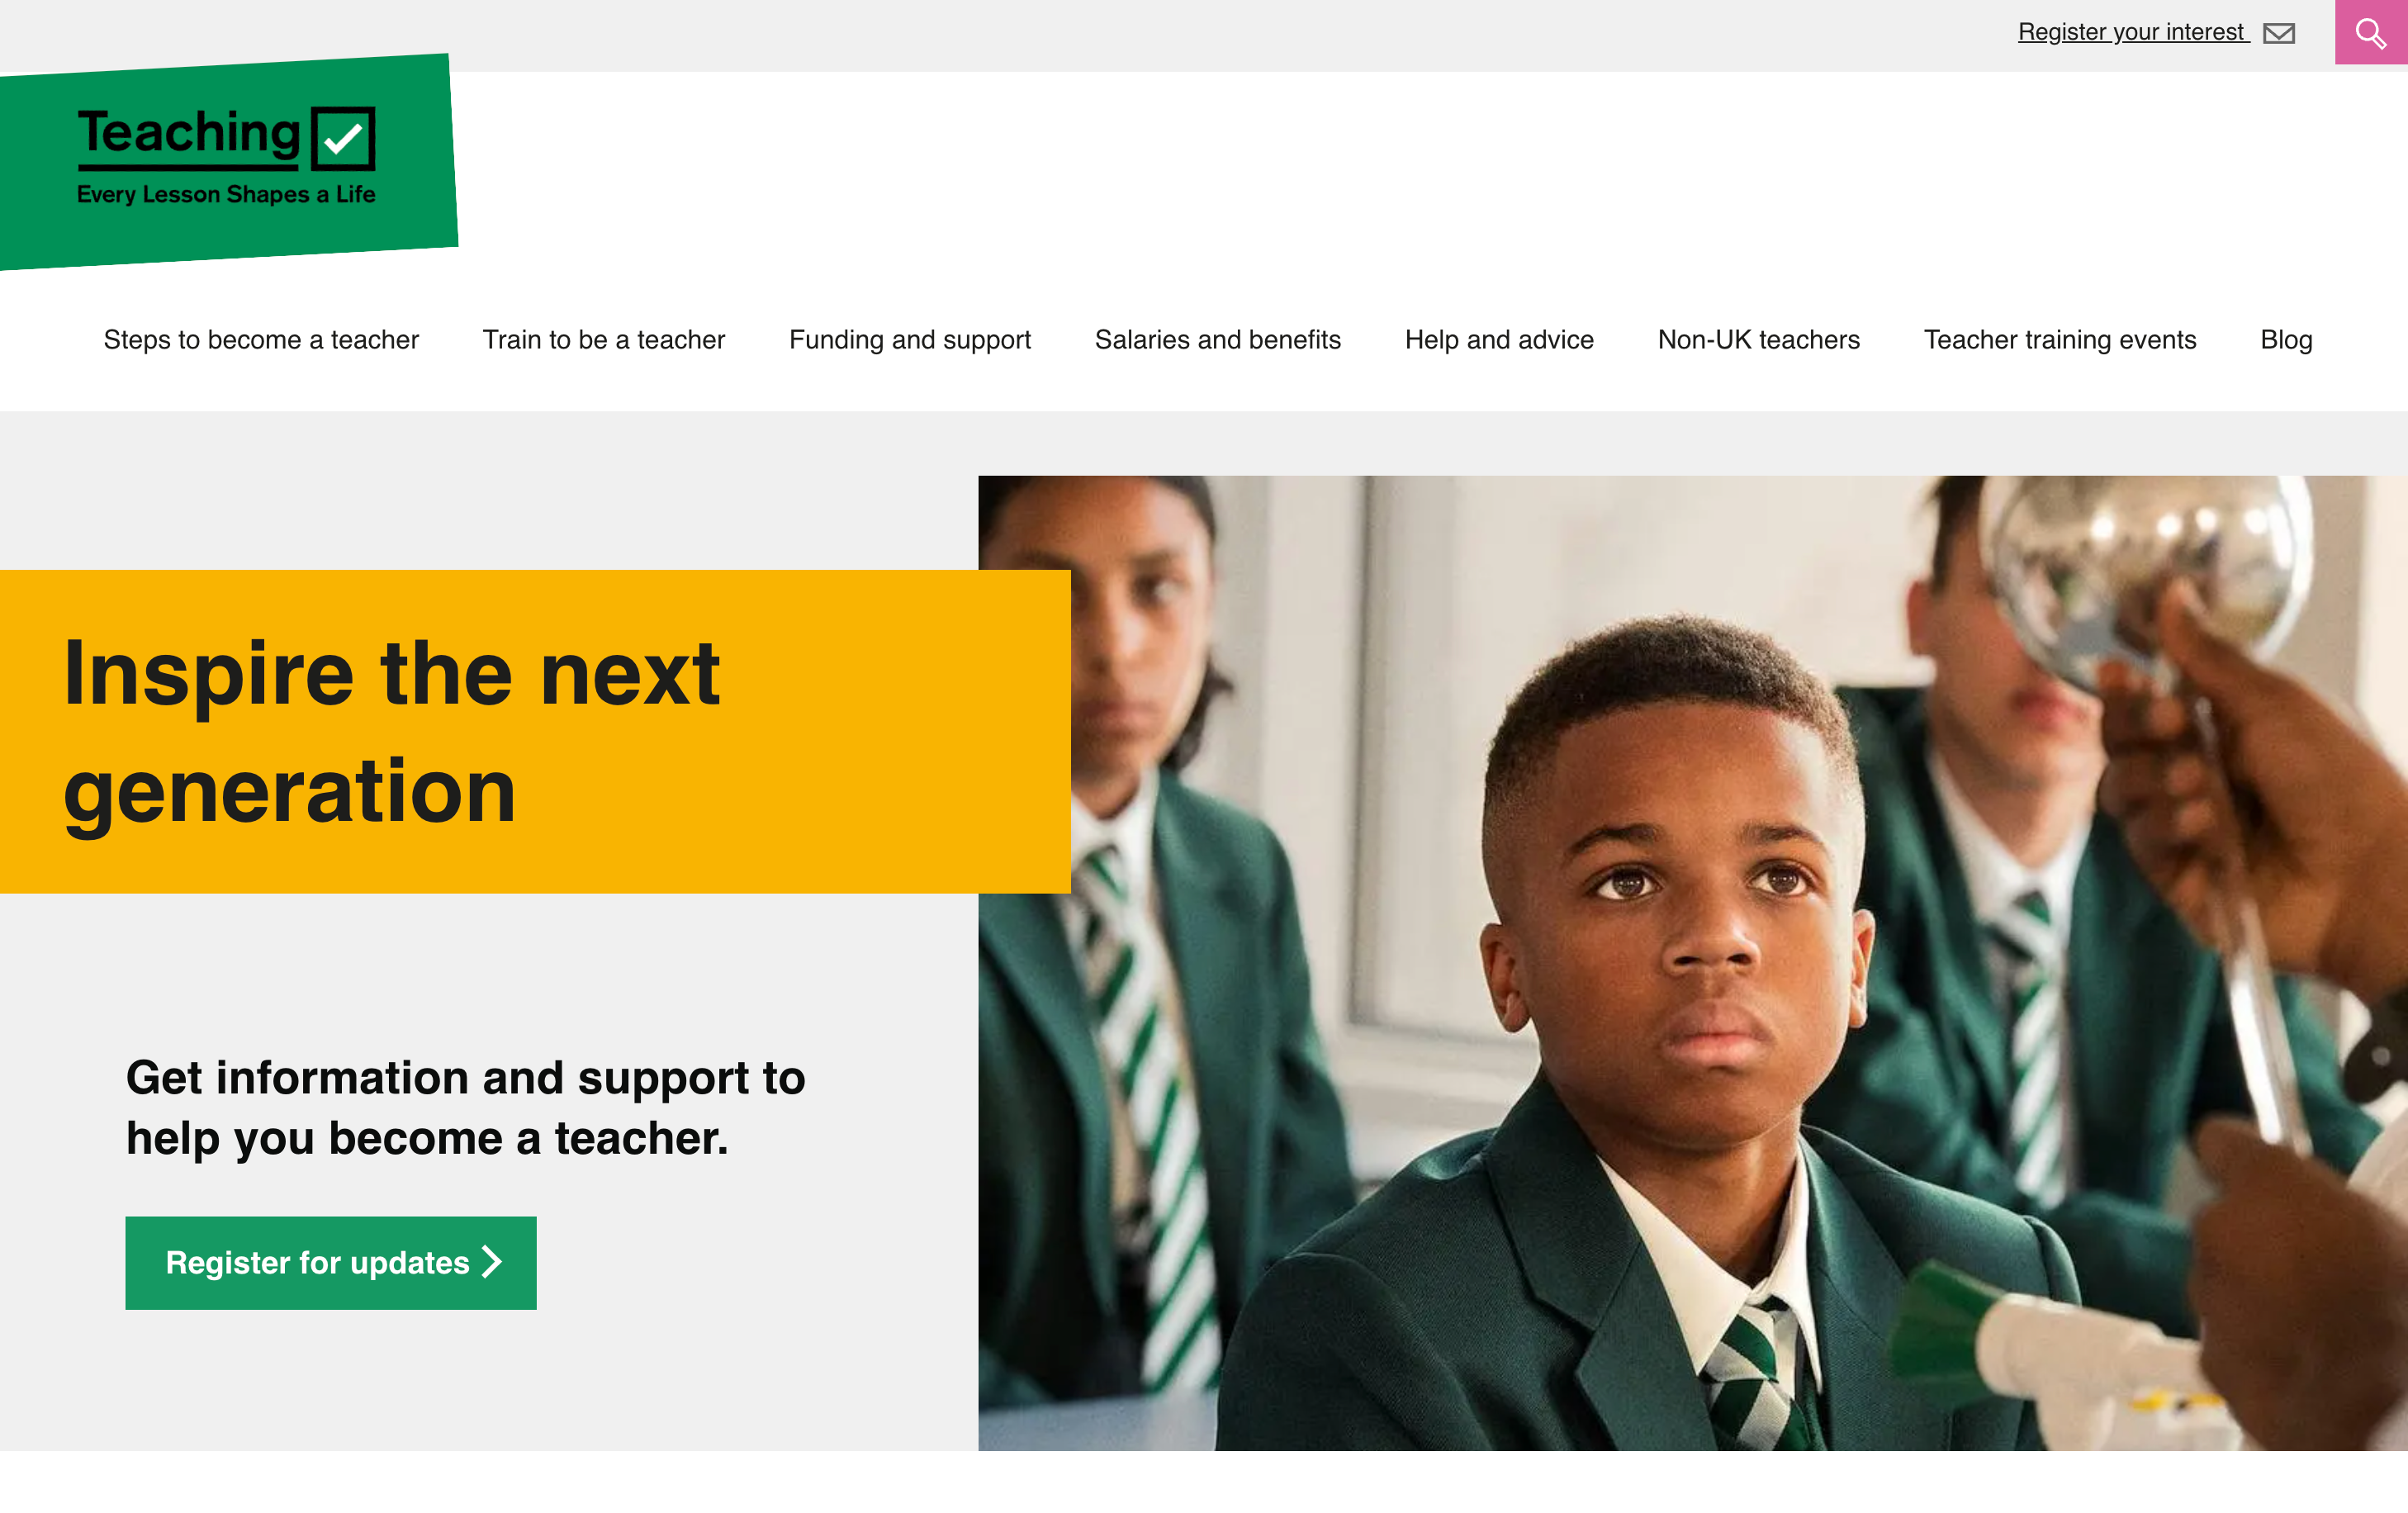 Register your interest
Teaching
Every Lesson Shapes a Life
Steps to become a teacher
Train to be a teacher
Funding and support
Salaries and benefits
Help and advice
Non-UK teachers
Teacher training events
Blog
Inspire the next
generation
Get information and support to
help you become a teacher.
Register for updates